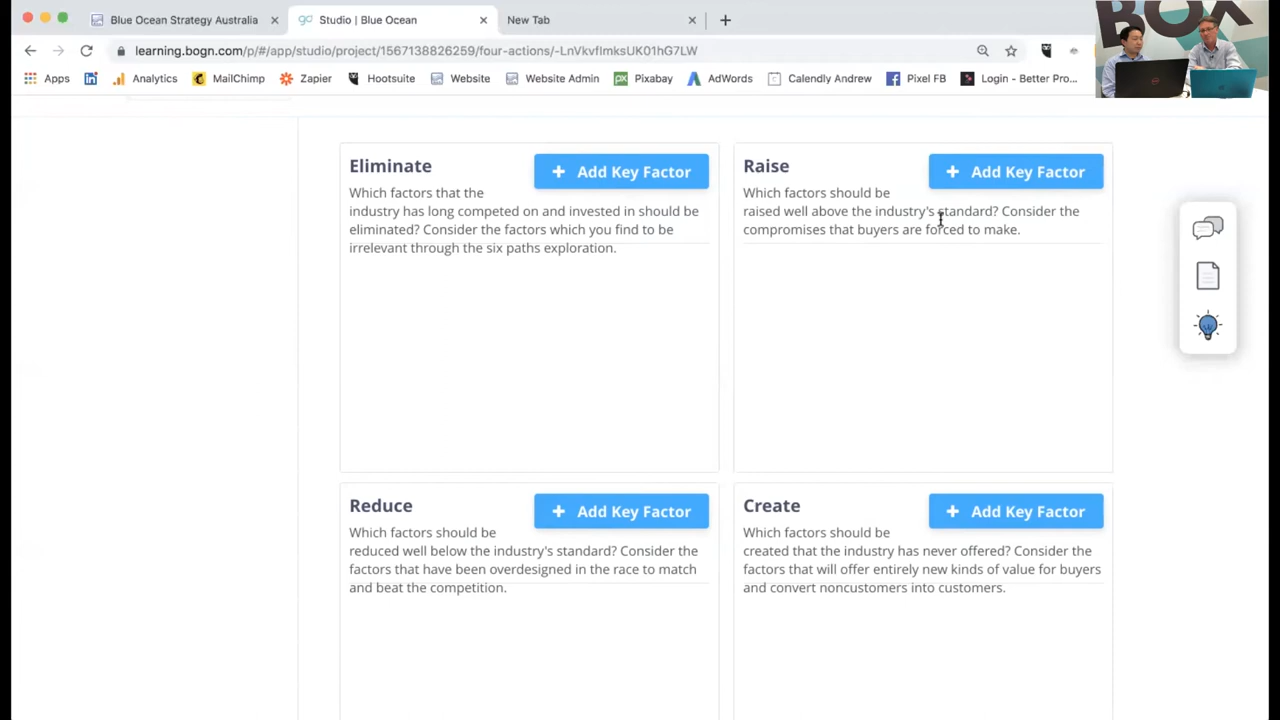 Blue Ocean Strategy Australia
Studio | Blue Ocean
New Tab
learning.bogn.com/p/#/app/studio/project/1567138826259/four-actions/-LnVkvflmksUK01hG7LW
Apps
Analytics
MailChimp
Zapier
Hootsuite
Website
Website Admin
Pixabay
AdWords
Calendly Andrew
Pixel FB
Login - Better Pro...
BOX
Eliminate
+ Add Key Factor
Which factors that the
industry has long competed on and invested in should be
eliminated? Consider the factors which you find to be
irrelevant through the six paths exploration.
Raise
+ Add Key Factor
Which factors should be
raised well above the industry's standard? Consider the
compromises that buyers are forced to make.
Reduce
+ Add Key Factor
Which factors should be
reduced well below the industry's standard? Consider the
factors that have been overdesigned in the race to match
and beat the competition.
Create
+ Add Key Factor
Which factors should be
created that the industry has never offered? Consider the
factors that will offer entirely new kinds of value for buyers
and convert noncustomers into customers.